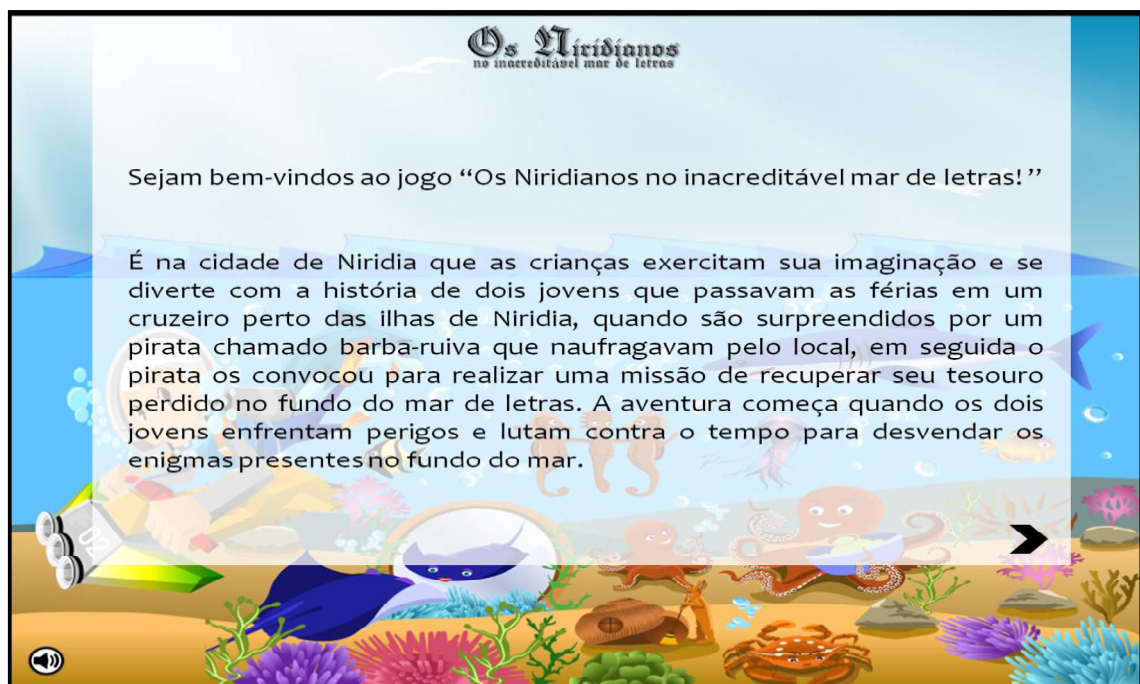 Os Niridianos
no inacreditável mar de letras
Sejam bem-vindos ao jogo “Os Niridianos no inacreditável mar de letras!”
É na cidade de Niridia que as crianças exercitam sua imaginação e se
diverte com a história de dois jovens que passavam as férias em um
cruzeiro perto das ilhas de Niridia, quando são surpreendidos por um
pirata chamado barba-ruiva que naufragavam pelo local, em seguida o
pirata os convocou para realizar uma missão de recuperar seu tesouro
perdido no fundo do mar de letras. A aventura começa quando os dois
jovens enfrentam perigos e lutam contra o tempo para desvendar os
enigmas presentes no fundo do mar.
02